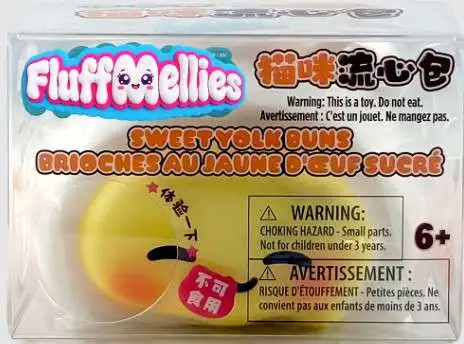 FluffMellies
猫咪流心包
Warning: This is a toy. Do not eat.
Avertissement : C'est un jouet. Ne mangez pas.
SWEET YOLK BUNS
BRIOCHES AU JAUNE D'ŒUF SUCRÉ
体验一下
不可
食用
⚠ WARNING:
CHOKING HAZARD - Small parts.
Not for children under 3 years.
6+
⚠ AVERTISSEMENT :
RISQUE D'ÉTOUFFEMENT - Petites pièces. Ne
convient pas aux enfants de moins de 3 ans.